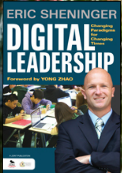 ERIC SHENINGER
DIGITAL
LEADERSHIP
Changing
Paradigms
for
Changing
Times
Foreword by YONG ZHAO